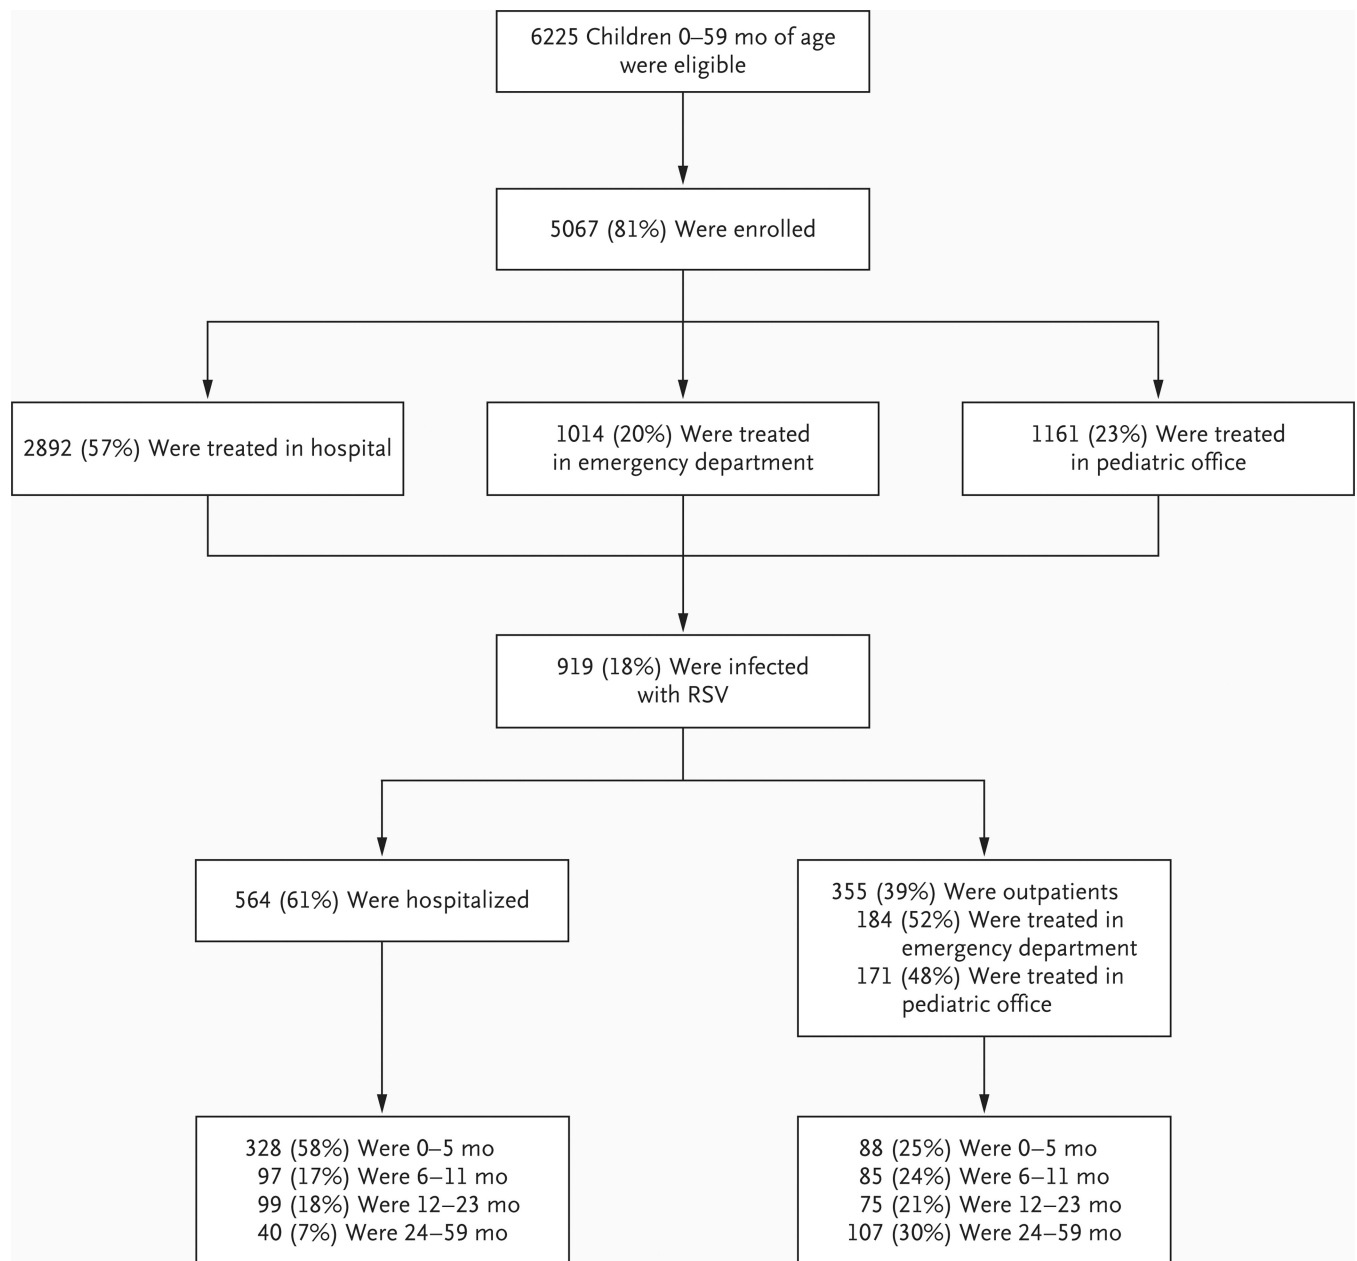 6225 Children 0–59 mo of age
were eligible
5067 (81%) Were enrolled
2892 (57%) Were treated in hospital
1014 (20%) Were treated
in emergency department
1161 (23%) Were treated
in pediatric office
919 (18%) Were infected
with RSV
564 (61%) Were hospitalized
355 (39%) Were outpatients
184 (52%) Were treated in
emergency department
171 (48%) Were treated in
pediatric office
328 (58%) Were 0–5 mo
97 (17%) Were 6–11 mo
99 (18%) Were 12–23 mo
40 (7%) Were 24–59 mo
88 (25%) Were 0–5 mo
85 (24%) Were 6–11 mo
75 (21%) Were 12–23 mo
107 (30%) Were 24–59 mo